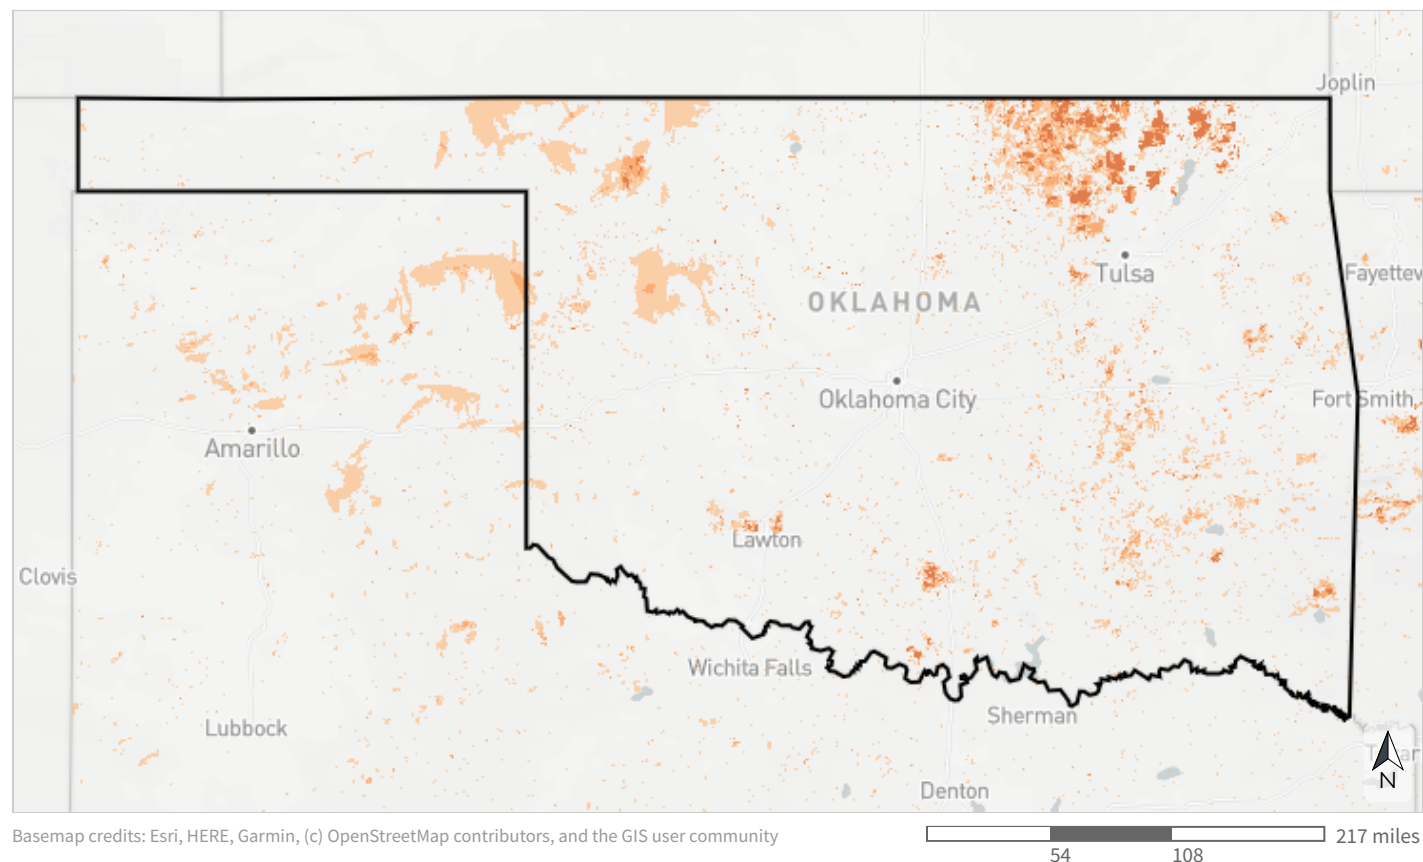 Joplin
Tulsa
Fayettev
OKLAHOMA
Oklahoma City
Fort Smith,
Amarillo
Lawton
Clovis
Wichita Falls
Sherman
Lubbock
Denton
N
Basemap credits: Esri, HERE, Garmin, (c) OpenStreetMap contributors, and the GIS user community
217 miles
54 108